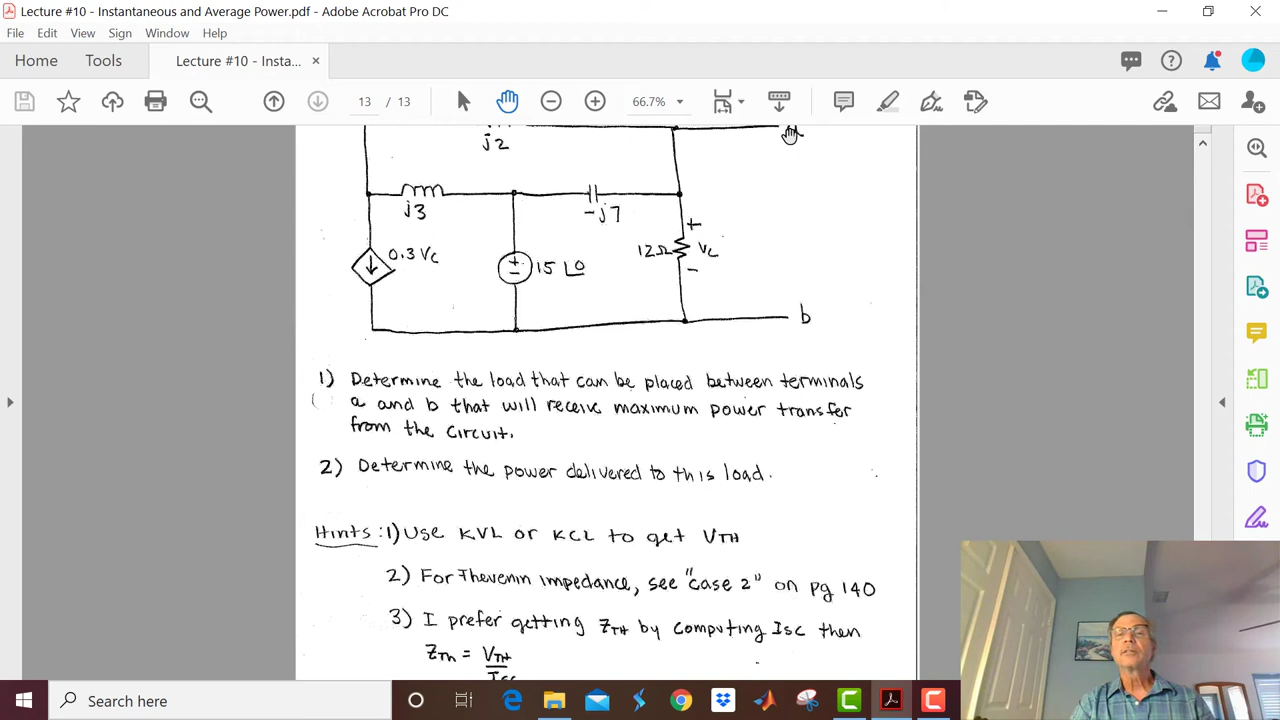 Lecture #10 - Instantaneous and Average Power.pdf - Adobe Acrobat Pro DC
File Edit View Sign Window Help
Home Tools Lecture #10 - Insta... ×
13 / 13 66.7%
j2
j3
-j7
0.3 Vc
15 ∠0
12Ω
+
Vc
-
b
1) Determine the load that can be placed between terminals
a and b that will receive maximum power transfer
from the circuit.
2) Determine the power delivered to this load.
Hints: 1) Use KVL or KCL to get VTH
2) For Thevenin impedance, see "case 2" on pg 140
3) I prefer getting ZTH by computing Isc then
ZTh = VTH
Isc
Search here